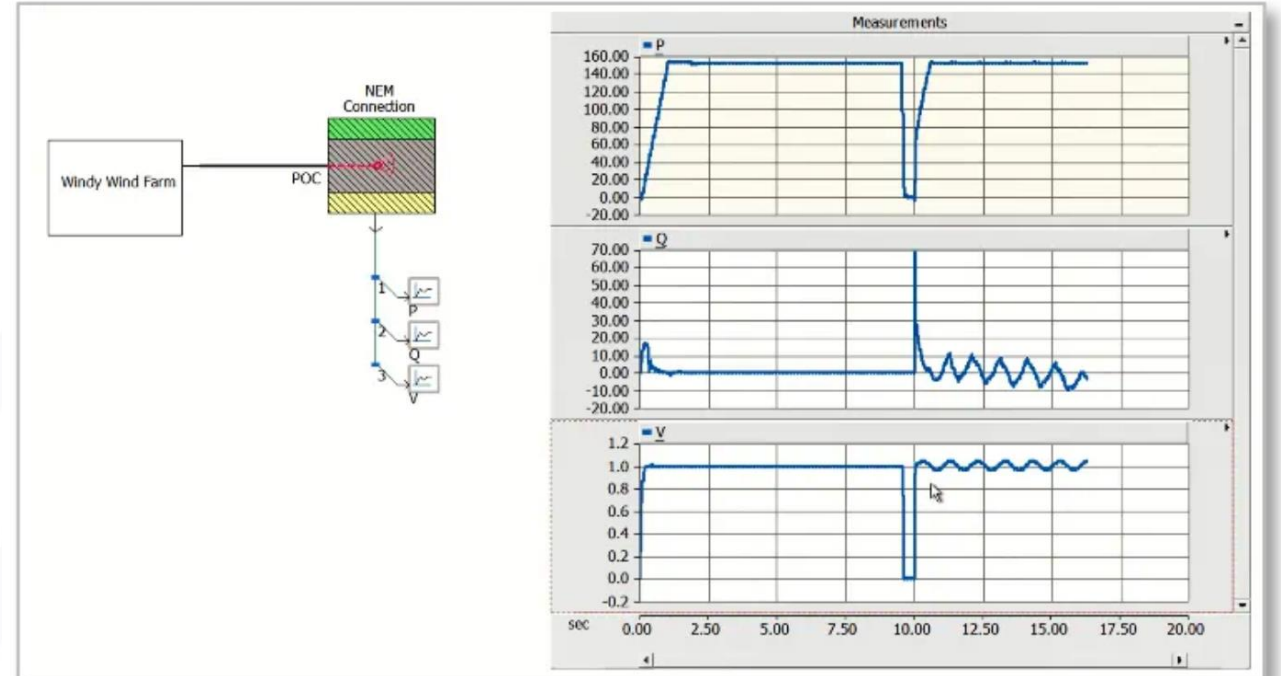 NEM
Connection
Windy Wind Farm
POC
1
P
2
Q
3
V
Measurements
P
160.00
140.00
120.00
100.00
80.00
60.00
40.00
20.00
0.00
-20.00
Q
70.00
60.00
50.00
40.00
30.00
20.00
10.00
0.00
-10.00
-20.00
V
1.2
1.0
0.8
0.6
0.4
0.2
0.0
-0.2
sec 0.00 2.50 5.00 7.50 10.00 12.50 15.00 17.50 20.00